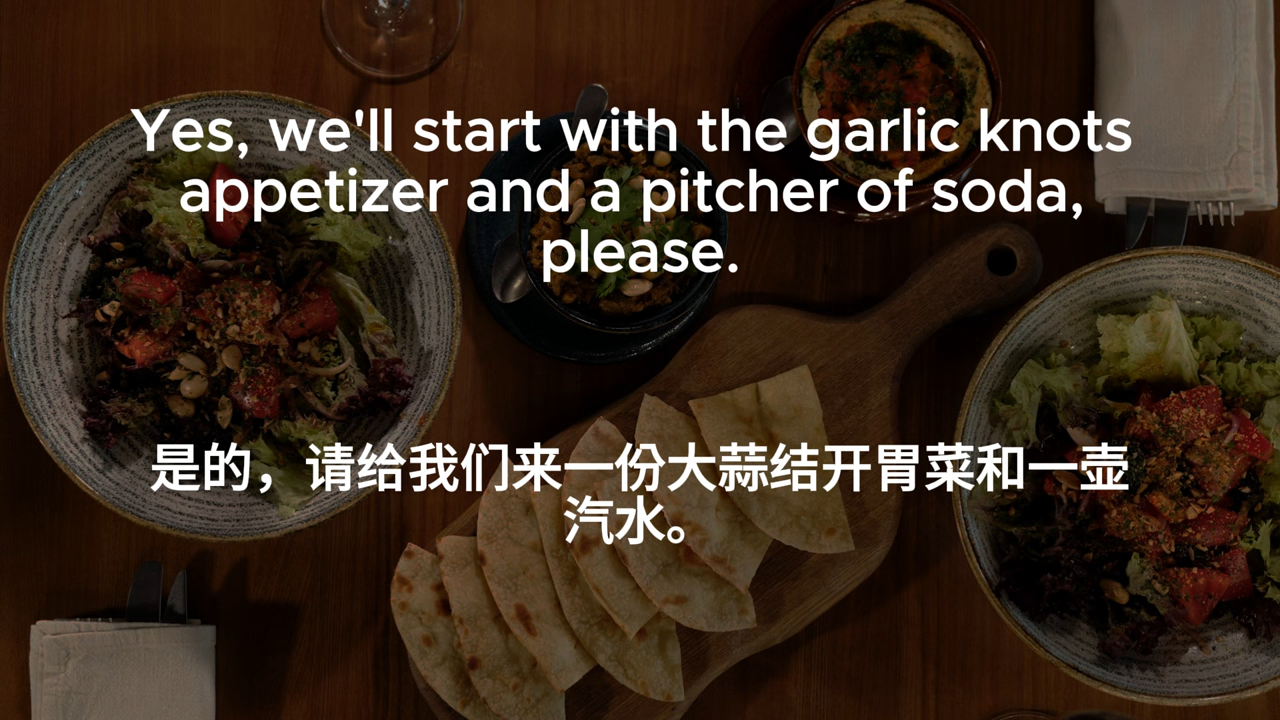 Yes, we'll start with the garlic knots
appetizer and a pitcher of soda,
please.
是的，请给我们来一份大蒜结开胃菜和一壶
汽水。